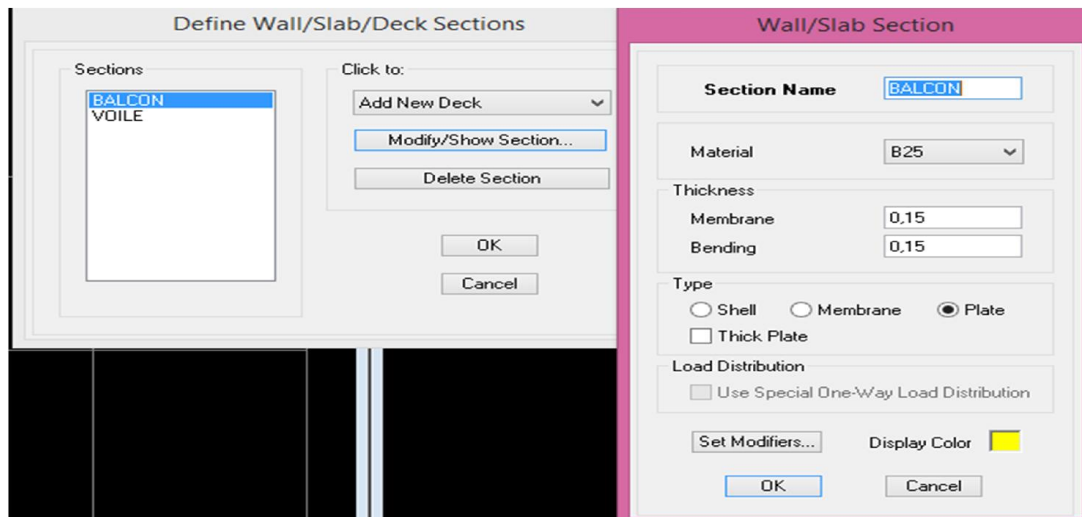 Define Wall/Slab/Deck Sections
Sections
BALCON
VOILE
Click to:
Add New Deck
Modify/Show Section...
Delete Section
OK
Cancel
Wall/Slab Section
Section Name BALCON
Material B25
Thickness
Membrane 0,15
Bending 0,15
Type
Shell Membrane Plate
Thick Plate
Load Distribution
Use Special One-Way Load Distribution
Set Modifiers... Display Color
OK Cancel